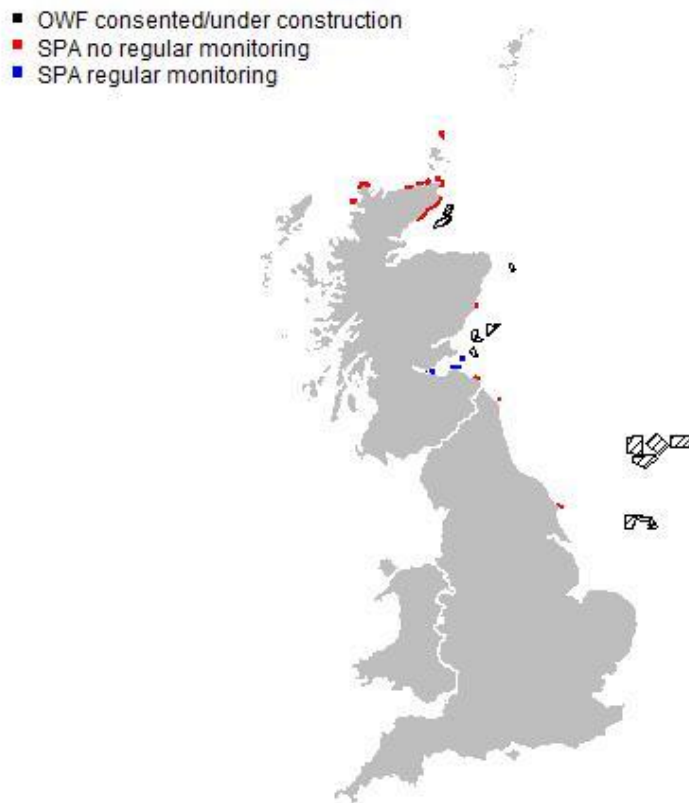 OWF consented/under construction
SPA no regular monitoring
SPA regular monitoring